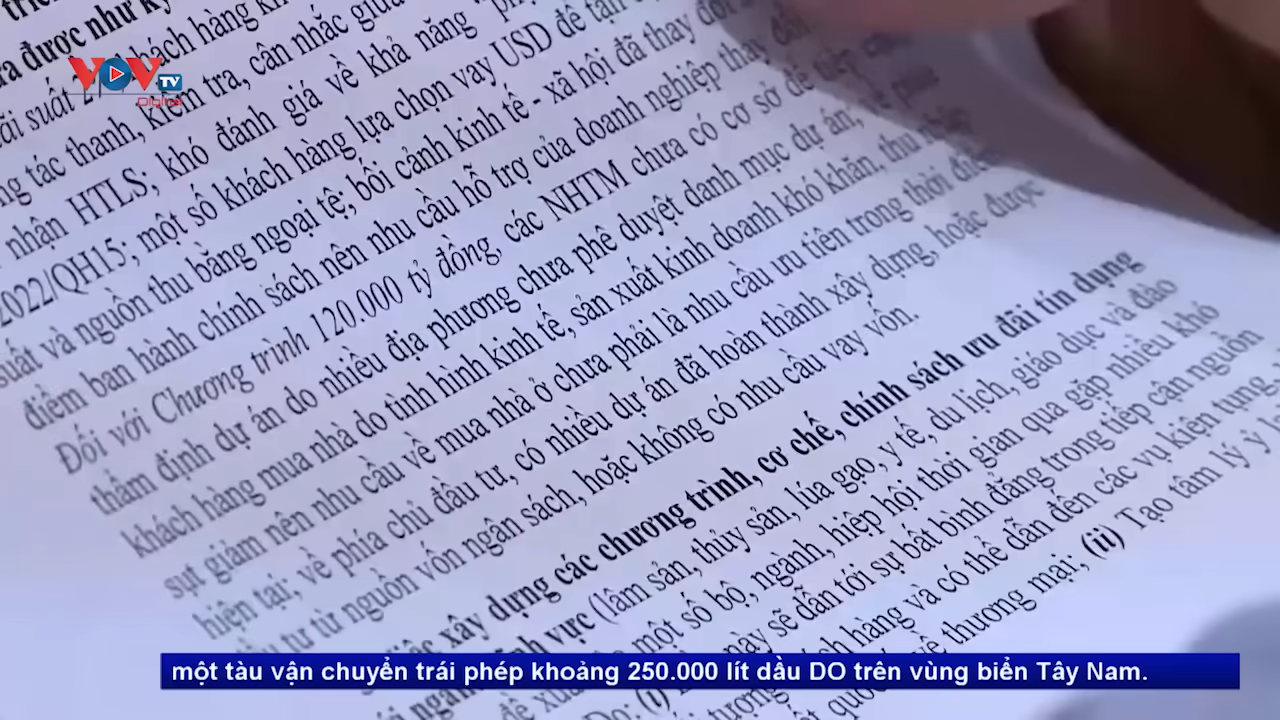 VOVTV
Digital
triển
ra được như kỳ
lãi suất 2%
ng tác thanh, kiểm tra, cân nhắc giữa
nhận HTLS; khó đánh giá về khả năng
2022/QH15; một số khách hàng lựa chọn vay USD để tận
suất và nguồn thu bằng ngoại tệ; bối cảnh kinh tế - xã hội đã thay đổi
điểm ban hành chính sách nên nhu cầu hỗ trợ của doanh nghiệp thay đổi
Đối với Chương trình 120.000 tỷ đồng, các NHTM chưa có cơ sở để tiếp cận
thẩm định dự án do nhiều địa phương chưa phê duyệt danh mục dự án;
khách hàng mua nhà do tình hình kinh tế, sản xuất kinh doanh khó khăn, thu nhập
sụt giảm nên nhu cầu về mua nhà ở chưa phải là nhu cầu ưu tiên trong thời điểm
hiện tại; về phía chủ đầu tư, có nhiều dự án đã hoàn thành xây dựng, hoặc được
đầu tư từ nguồn vốn ngân sách, hoặc không có nhu cầu vay vốn.
xây dựng các chương trình, cơ chế, chính sách ưu đãi tín dụng
vực (lâm sản, thủy sản, lúa gạo, y tế, du lịch, giáo dục và đào
một số bộ, ngành, hiệp hội thời gian qua gặp nhiều khó
này sẽ dẫn tới sự bất bình đẳng trong tiếp cận nguồn
hàng và có thể dẫn đến các vụ kiện tụng,
về thương mại; (ii) Tạo tâm lý ỷ
một tàu vận chuyển trái phép khoảng 250.000 lít dầu DO trên vùng biển Tây Nam.